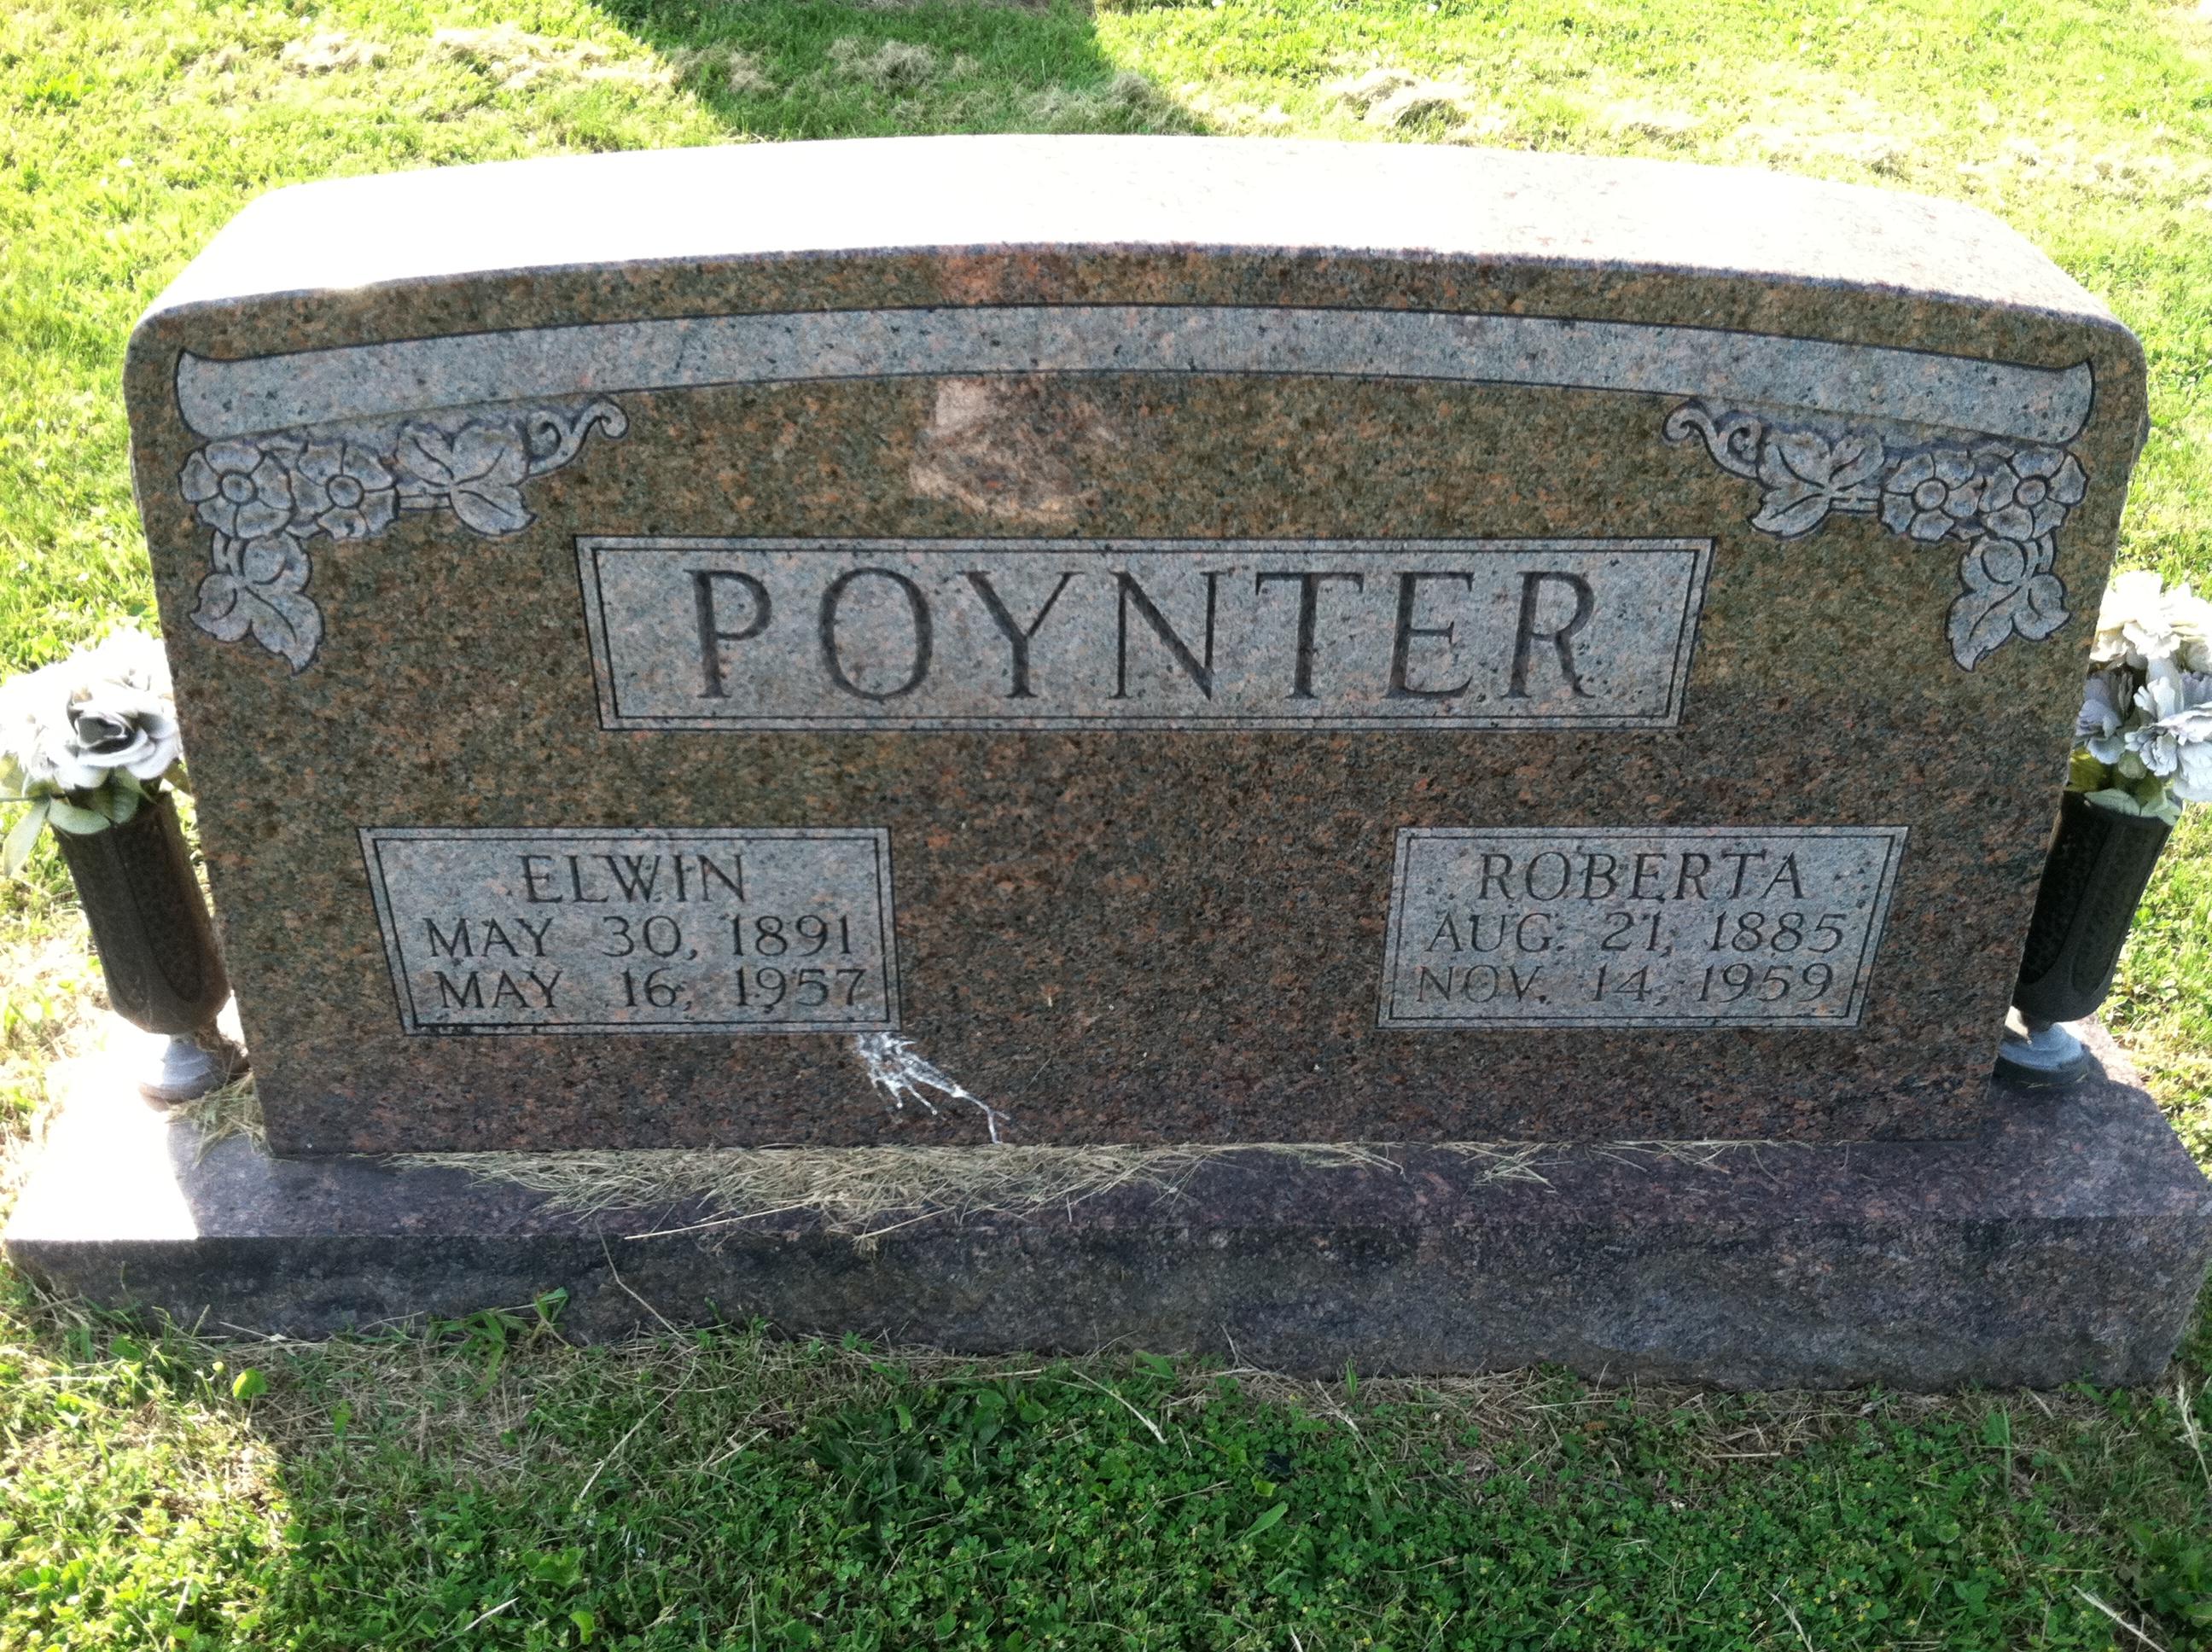 POYNTER
ELWIN
MAY 30, 1891
MAY 16, 1957
ROBERTA
AUG. 21, 1885
NOV. 14, 1959